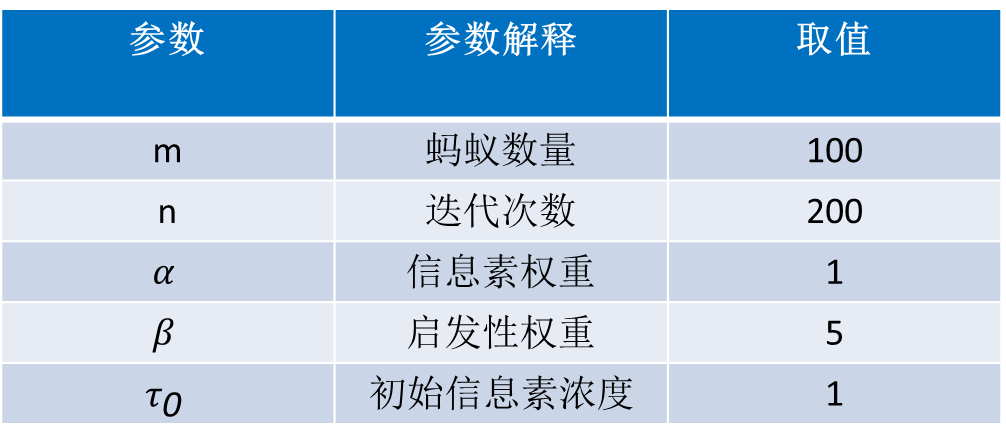 参数 参数解释 取值
m 蚂蚁数量 100
n 迭代次数 200
α 信息素权重 1
β 启发性权重 5
τ0 初始信息素浓度 1